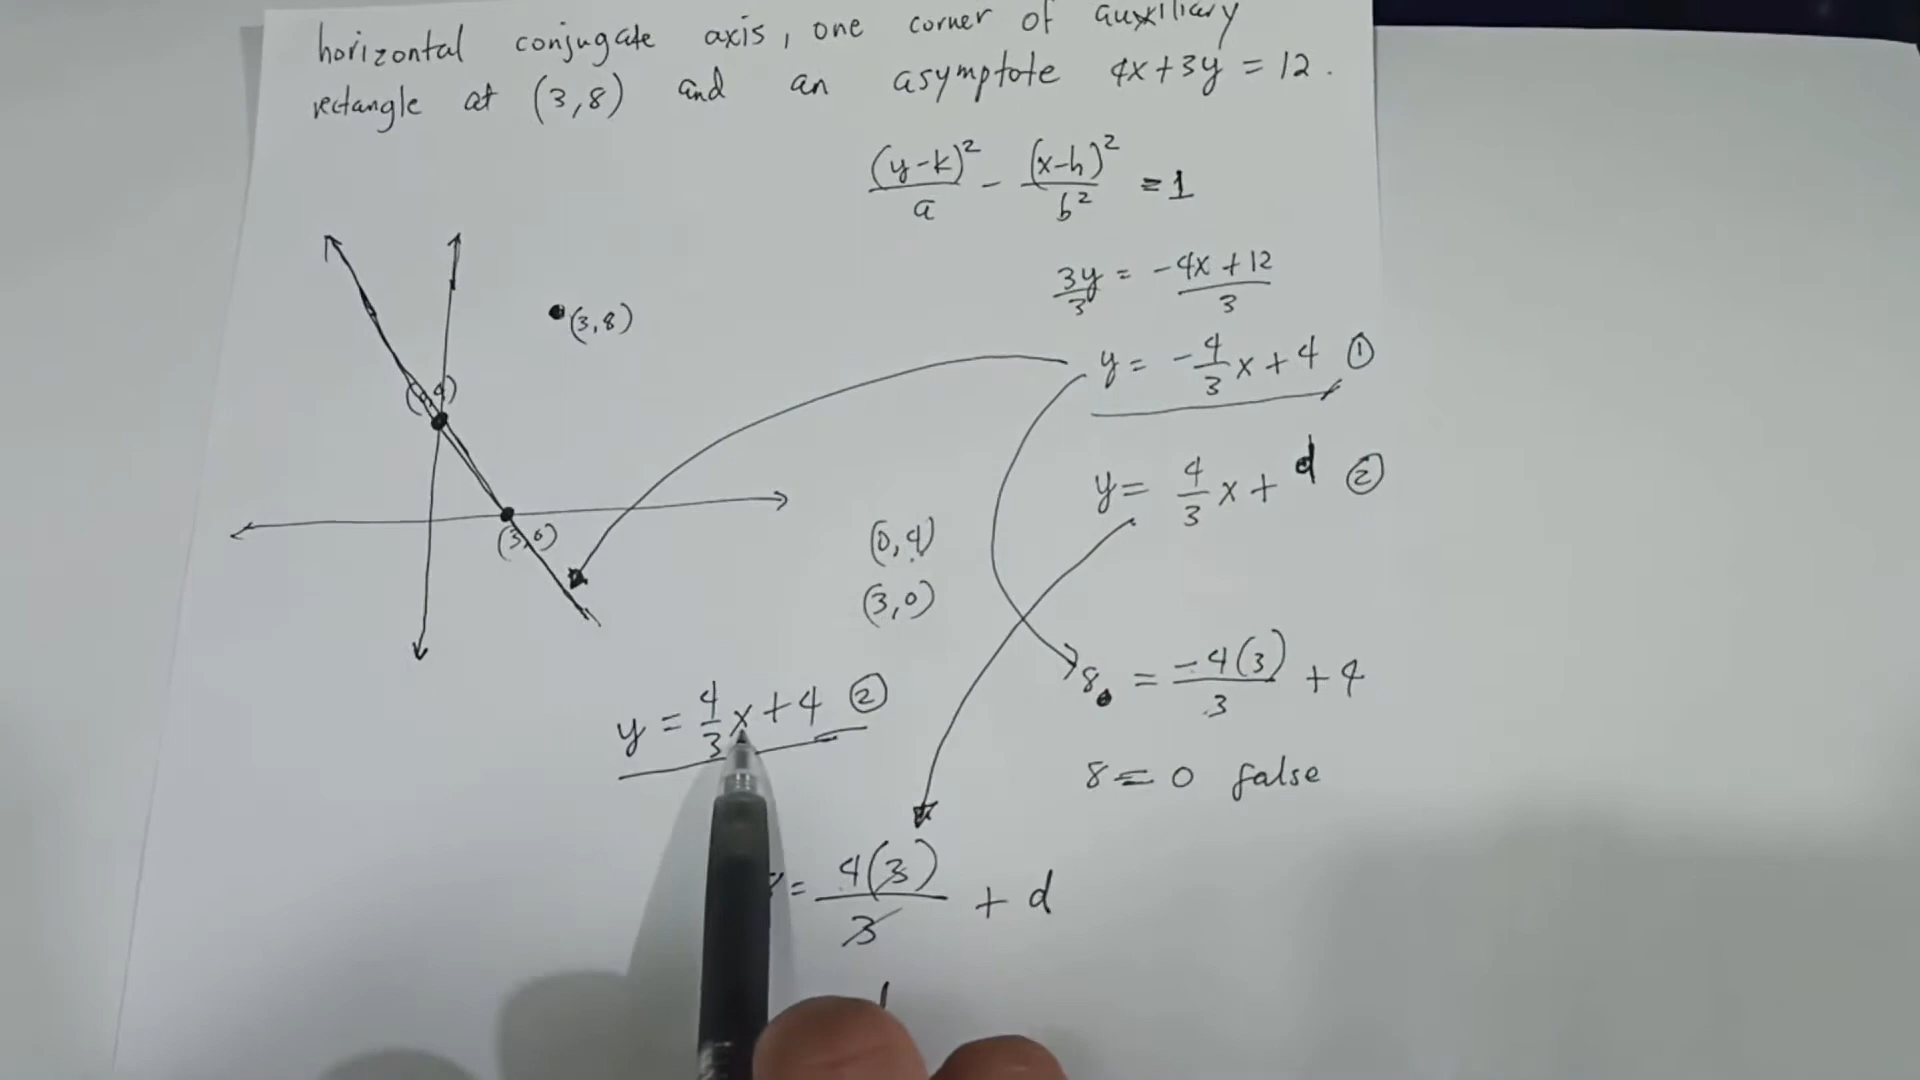 horizontal conjugate axis, one corner of auxiliary
rectangle at (3,8) and an asymptote 4x+3y = 12.
(y-k)²/a - (x-h)²/b² = 1
3y/3 = -4x+12/3
y = -4/3x+4 ①
y = 4/3x+d ②
(3,8)
(3,0)
(0,4)
(3,0)
8 = -4(3)/3 + 4
8 = 0 false
y = 4/3x+4 ②
= 4(3)/3 + d